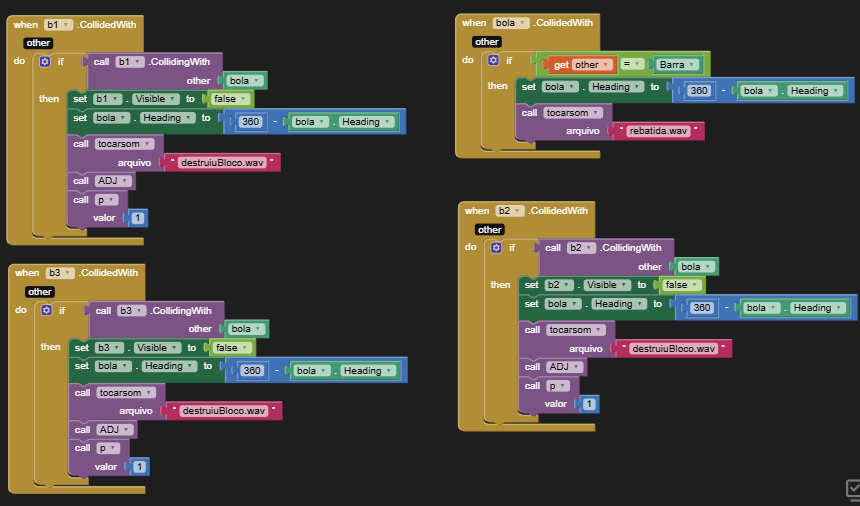 when b1 .CollidedWith
other
do if call b1 .CollidingWith
other bola
then set b1 . Visible to false
set bola . Heading to 360 - bola . Heading
call tocarsom
arquivo " destruiuBloco.wav "
call ADJ
call p
valor 1
when b3 .CollidedWith
other
do if call b3 .CollidingWith
other bola
then set b3 . Visible to false
set bola . Heading to 360 - bola . Heading
call tocarsom
arquivo " destruiuBloco.wav "
call ADJ
call p
valor 1
when bola .CollidedWith
other
do if get other = Barra
then set bola . Heading to 360 - bola . Heading
call tocarsom
arquivo " rebatida.wav "
when b2 .CollidedWith
other
do if call b2 .CollidingWith
other bola
then set b2 . Visible to false
set bola . Heading to 360 - bola . Heading
call tocarsom
arquivo " destruiuBloco.wav "
call ADJ
call p
valor 1